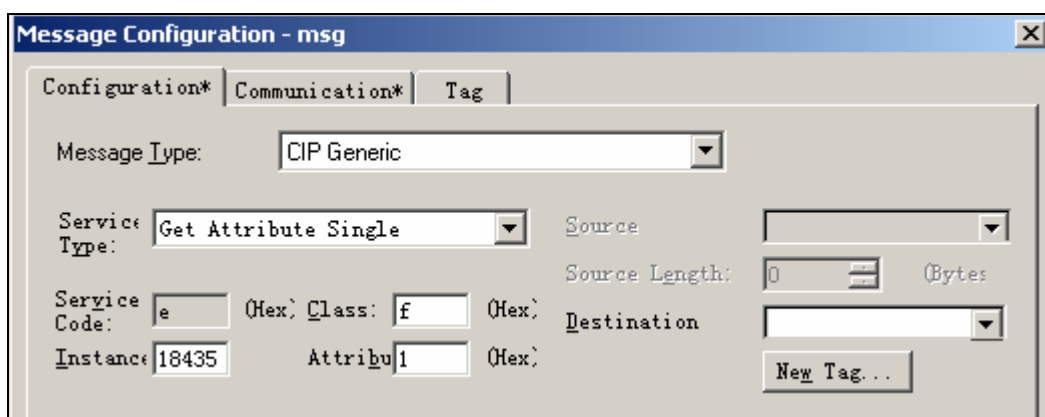 Message Configuration - msg
Configuration* Communication* Tag
Message Type: CIP Generic
Service Type: Get Attribute Single
Source
Source Length: 0 (Bytes
Service Code: e (Hex) Class: f (Hex)
Destination
Instance 18435 Attribu 1 (Hex)
New Tag...